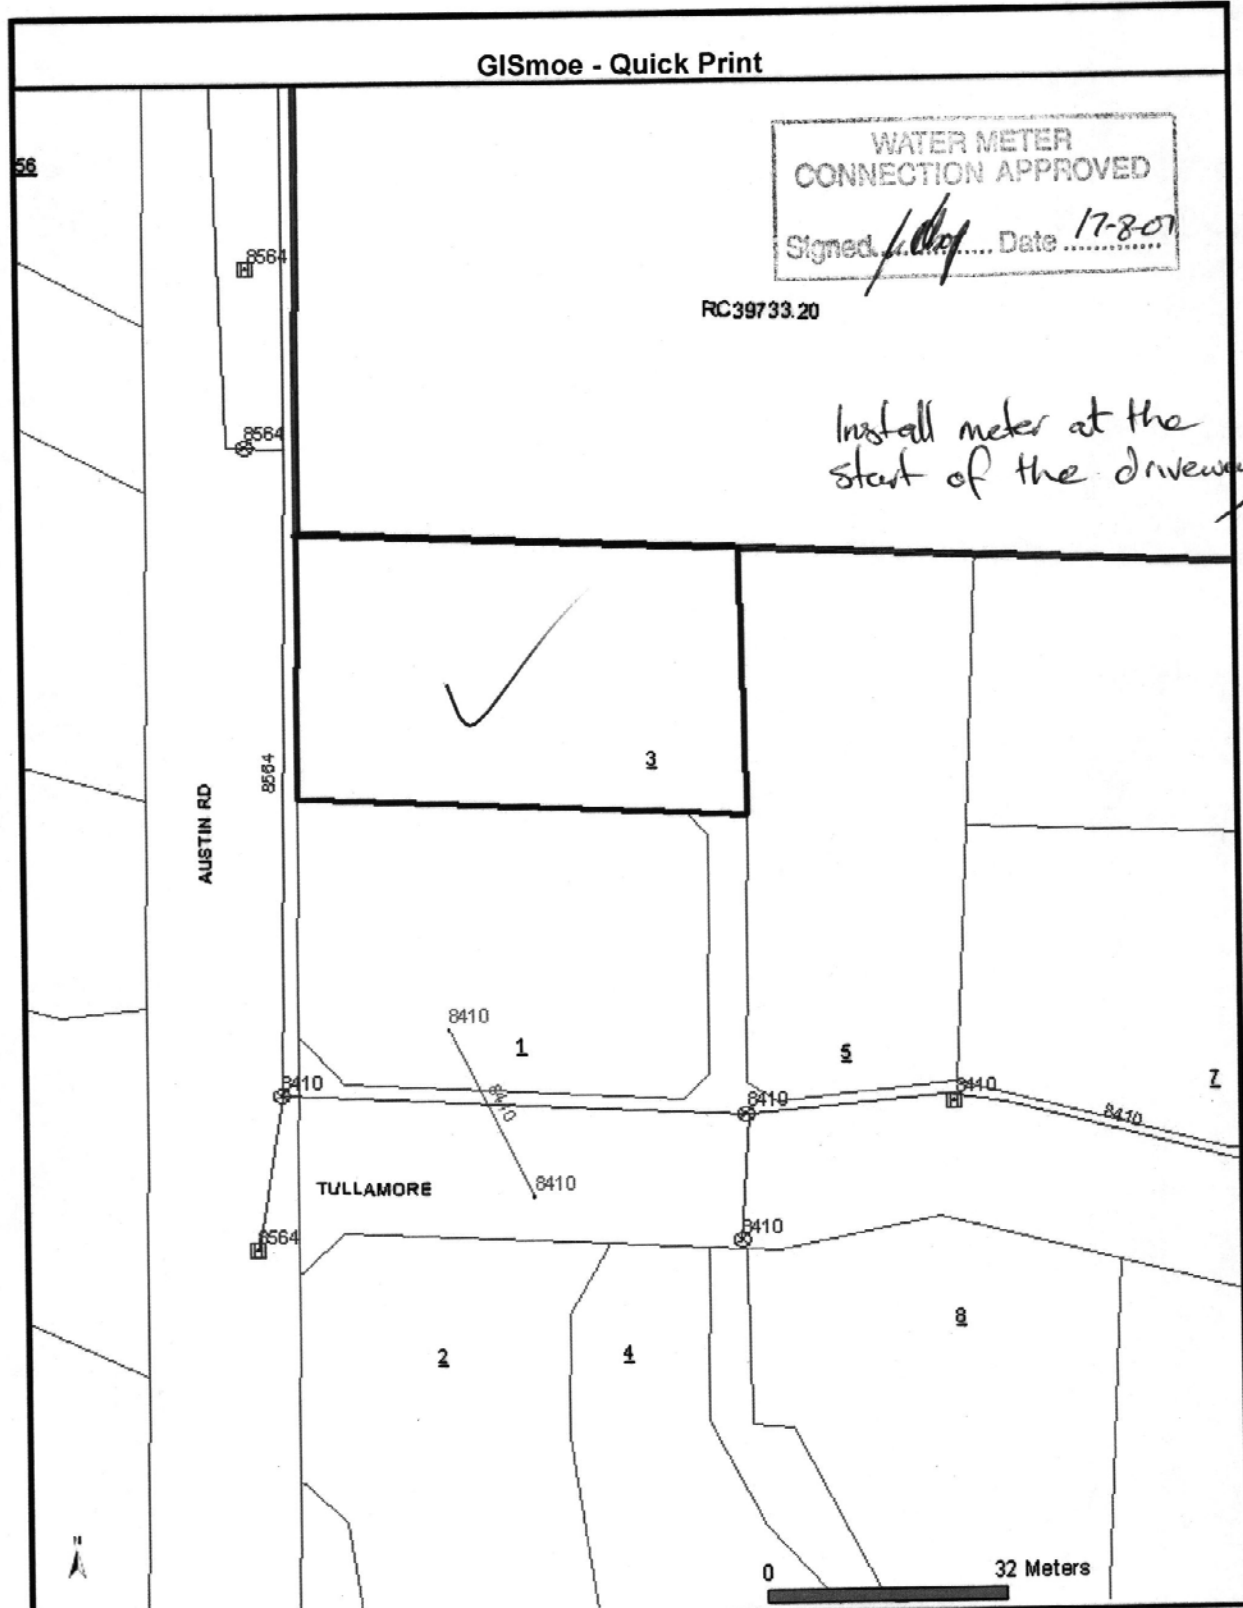 GISmoe - Quick Print
WATER METER
CONNECTION APPROVED
Signed.......... Date 17-8-07
56
8564
RC39733.20
Install meter at the
8564
start of the driveway
3
8564
AUSTIN RD
8410
1
5
7
8410
8410
8410
8410
8410
8410
TULLAMORE
8410
8564
8
2
4
N
0
32 Meters